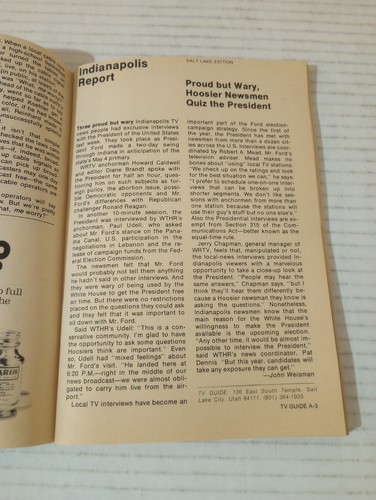 Indianapolis
Report
SALT LAKE EDITION
Proud but Wary,
Hoosier Newsmen
Quiz the President
Three proud but wary Indianapolis TV
news people had exclusive interviews
with the President of the United States
last week. They took place as Presi-
dent Ford made a two-day swing
through Indiana in anticipation of the
state's May 4 primary.
WRTV anchorman Howard Caldwell
and editor Diane Brandt spoke with
the President for half an hour, ques-
tioning him on such subjects as for-
eign policy, the abortion issue, possi-
ble Democratic opponents and Mr.
Ford's differences with Republican
challenger Ronald Reagan.
In another 10-minute session, the
President was interviewed by WTHR's
anchorman, Paul Udell, who asked
about Mr. Ford's stance on the Pana-
ma Canal, U.S. participation in the
negotiations in Lebanon and the re-
lease of campaign funds from the Fed-
eral Election Commission.
The newsmen felt that Mr. Ford
would probably not tell them anything
he hadn't said in other interviews. And
they were wary of being used by the
White House to get the President free
air time. But there were no restrictions
placed on the questions they could ask
and they felt that it was important to
sit down with Mr. Ford.
Said WTHR's Udell: "This is a con-
servative community. I'm glad to have
the opportunity to ask some questions
Hoosiers think are important." Even
so, Udell had "mixed feelings" about
Mr. Ford's visit. "He landed here at
6:20 P.M.—right in the middle of our
news broadcast—we were almost obli-
gated to carry him live from the air-
port."
Local TV interviews have become an
important part of the Ford election-
campaign strategy. Since the first of
the year, the President has met with
newsmen from more than a dozen cit-
ies across the U.S. Interviews are coor-
dinated by Robert A. Mead. Mr. Ford's
television adviser. Mead makes no
bones about "using" local TV stations.
"We check up on the ratings and look
for the best situation we can," he says.
"I prefer to schedule one-on-one inter-
views that can be broken up into
shorter segments. We don't like ses-
sions with anchormen from more than
one station because the stations will
use their guy's stuff but no one else's."
Also the Presidential interviews are ex-
empt from Section 315 of the Com-
munications Act—better known as the
equal-time rule.
Jerry Chapman, general manager of
WRTV, feels that, manipulated or not,
the local-news interviews provided In-
dianapolis viewers with a marvelous
opportunity to take a close-up look at
the President. "People may hear the
same answers," Chapman says, "but I
think they'll hear them differently be-
cause a Hoosier newsman they know is
asking the questions." Nonetheless,
Indianapolis newsmen know that the
main reason for the White House's
willingness to make the President
available is the upcoming election.
"Any other time, it would be almost im-
possible to interview the President,"
said WTHR's news coordinator, Pat
Dennis. "But this year, candidates will
take any exposure they can get."
—John Weisman
TV GUIDE, 136 East South Temple, Salt
Lake City, Utah 84111. (801) 364-1935
TV GUIDE A-3